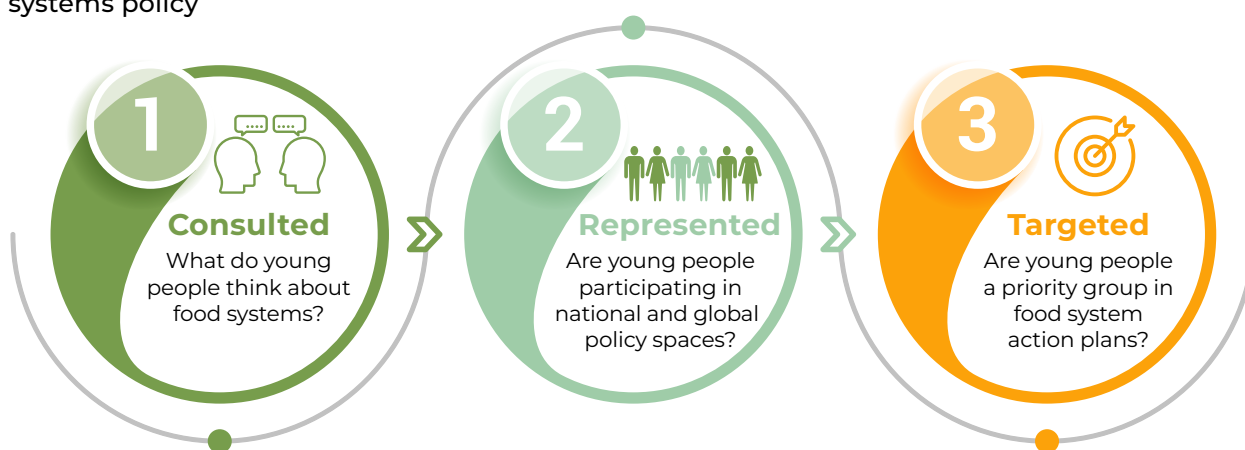 systems policy
1
Consulted
What do young
people think about
food systems?
2
Represented
Are young people
participating in
national and global
policy spaces?
3
Targeted
Are young people
a priority group in
food system
action plans?